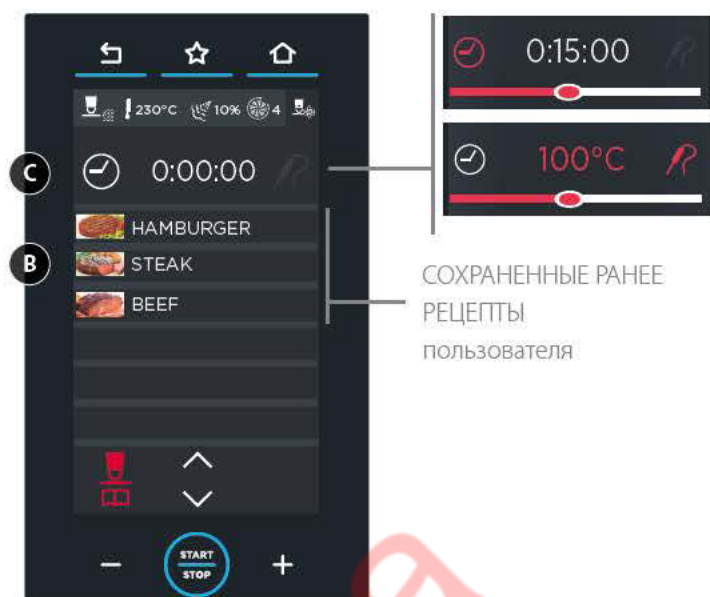 230°C 10% 4
C
0:00:00
B
HAMBURGER
STEAK
BEEF
START
STOP
0:15:00
100°C
СОХРАНЕННЫЕ РАНЕЕ
РЕЦЕПТЫ
пользователя